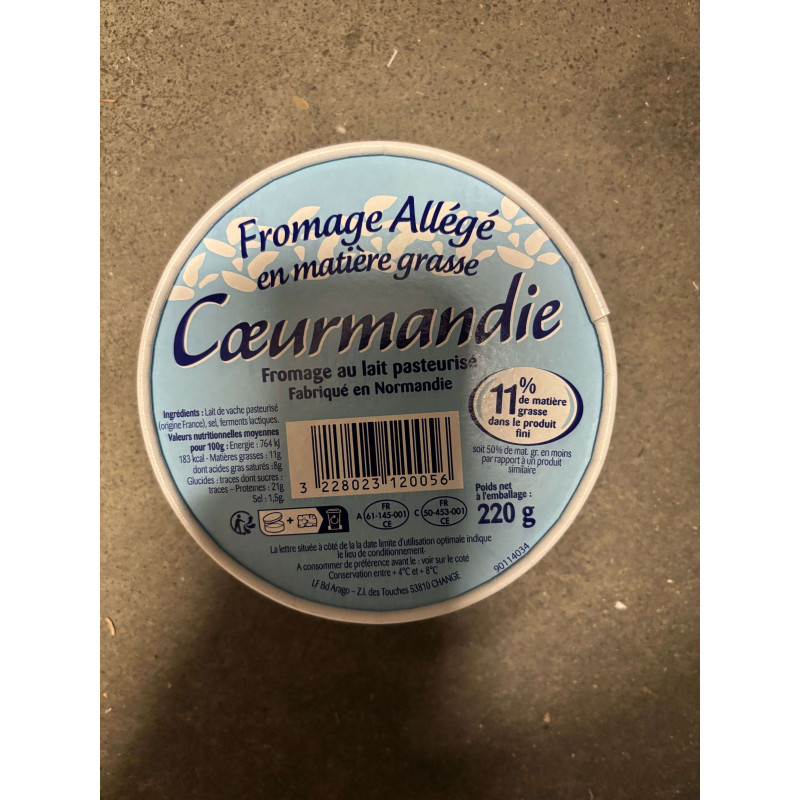 Fromage Allégé
en matière grasse
Cœurmandie
Fromage au lait pasteurisé
Fabriqué en Normandie
Ingrédients : Lait de vache pasteurisé
(origine France), sel, ferments lactiques.
Valeurs nutritionnelles moyennes
pour 100g : Energie : 764 kJ
183 kcal - Matières grasses : 11g
dont acides gras saturés : 8g
Glucides : traces dont sucres :
traces – Protéines : 21g
Sel : 1,5g
3 228023 120056
11%
de matière
grasse
dans le produit
fini
soit 50% de mat. gr. en moins
par rapport à un produit
similaire
Poids net
à l'emballage :
220 g
+
A
FR
61-145-001
CE
C
FR
50-453-001
CE
La lettre située à côté de la la date limite d'utilisation optimale indique
le lieu de conditionnement.
A consommer de préférence avant le : voir sur le coté
Conservation entre + 4°C et + 8°C
LF Bd Arago – Z.I. des Touches 53810 CHANGE
90114034